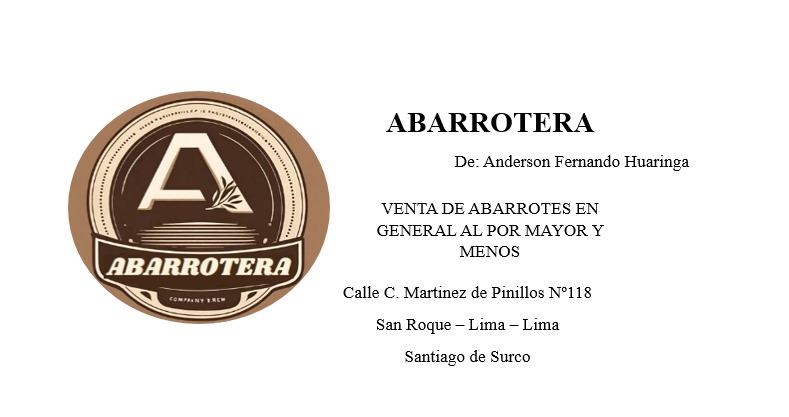 A
ABARROTERA
ABARROTERA
De: Anderson Fernando Huaringa
VENTA DE ABARROTES EN
GENERAL AL POR MAYOR Y
MENOS
Calle C. Martinez de Pinillos Nº118
San Roque – Lima – Lima
Santiago de Surco